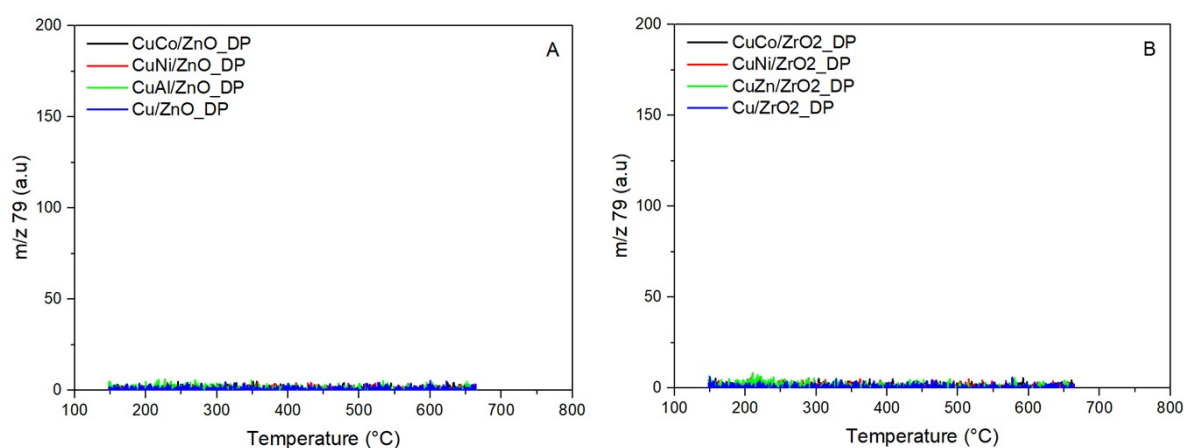 200
150
100
50
0
m/z 79 (a.u)
CuCo/ZnO_DP
CuNi/ZnO_DP
CuAl/ZnO_DP
Cu/ZnO_DP
A
100 200 300 400 500 600 700 800
Temperature (°C)
200
150
100
50
0
m/z 79 (a.u)
CuCo/ZrO2_DP
CuNi/ZrO2_DP
CuZn/ZrO2_DP
Cu/ZrO2_DP
B
100 200 300 400 500 600 700 800
Temperature (°C)